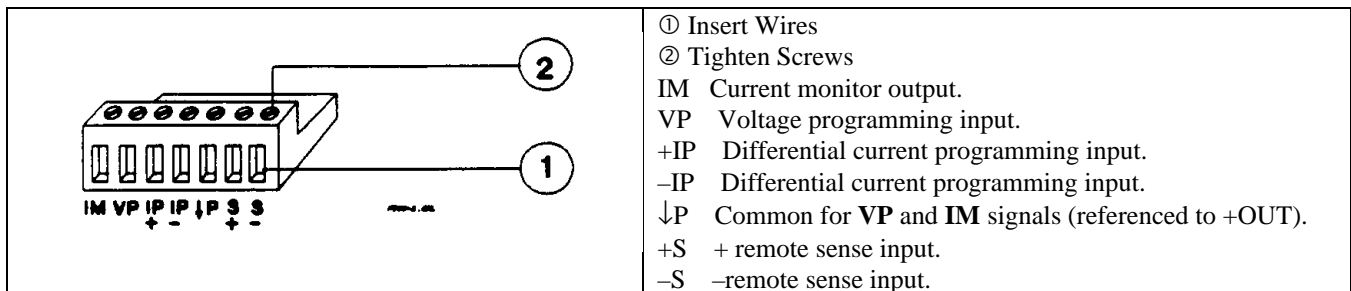 2
1
IM VP IP IP ↓P S S
+ - + -
① Insert Wires
② Tighten Screws
IM Current monitor output.
VP Voltage programming input.
+IP Differential current programming input.
–IP Differential current programming input.
↓P Common for VP and IM signals (referenced to +OUT).
+S + remote sense input.
–S –remote sense input.